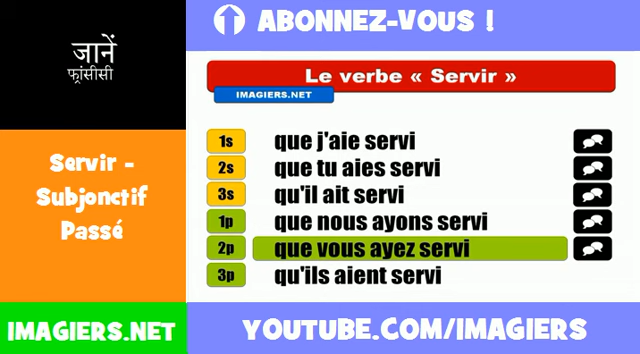 जानें
फ्रांसीसी
Servir -
Subjonctif
Passé
IMAGIERS.NET
ABONNEZ-VOUS !
Le verbe « Servir »
IMAGIERS.NET
1s que j'aie servi
2s que tu aies servi
3s qu'il ait servi
1p que nous ayons servi
2p que vous ayez servi
3p qu'ils aient servi
YOUTUBE.COM/IMAGIERS